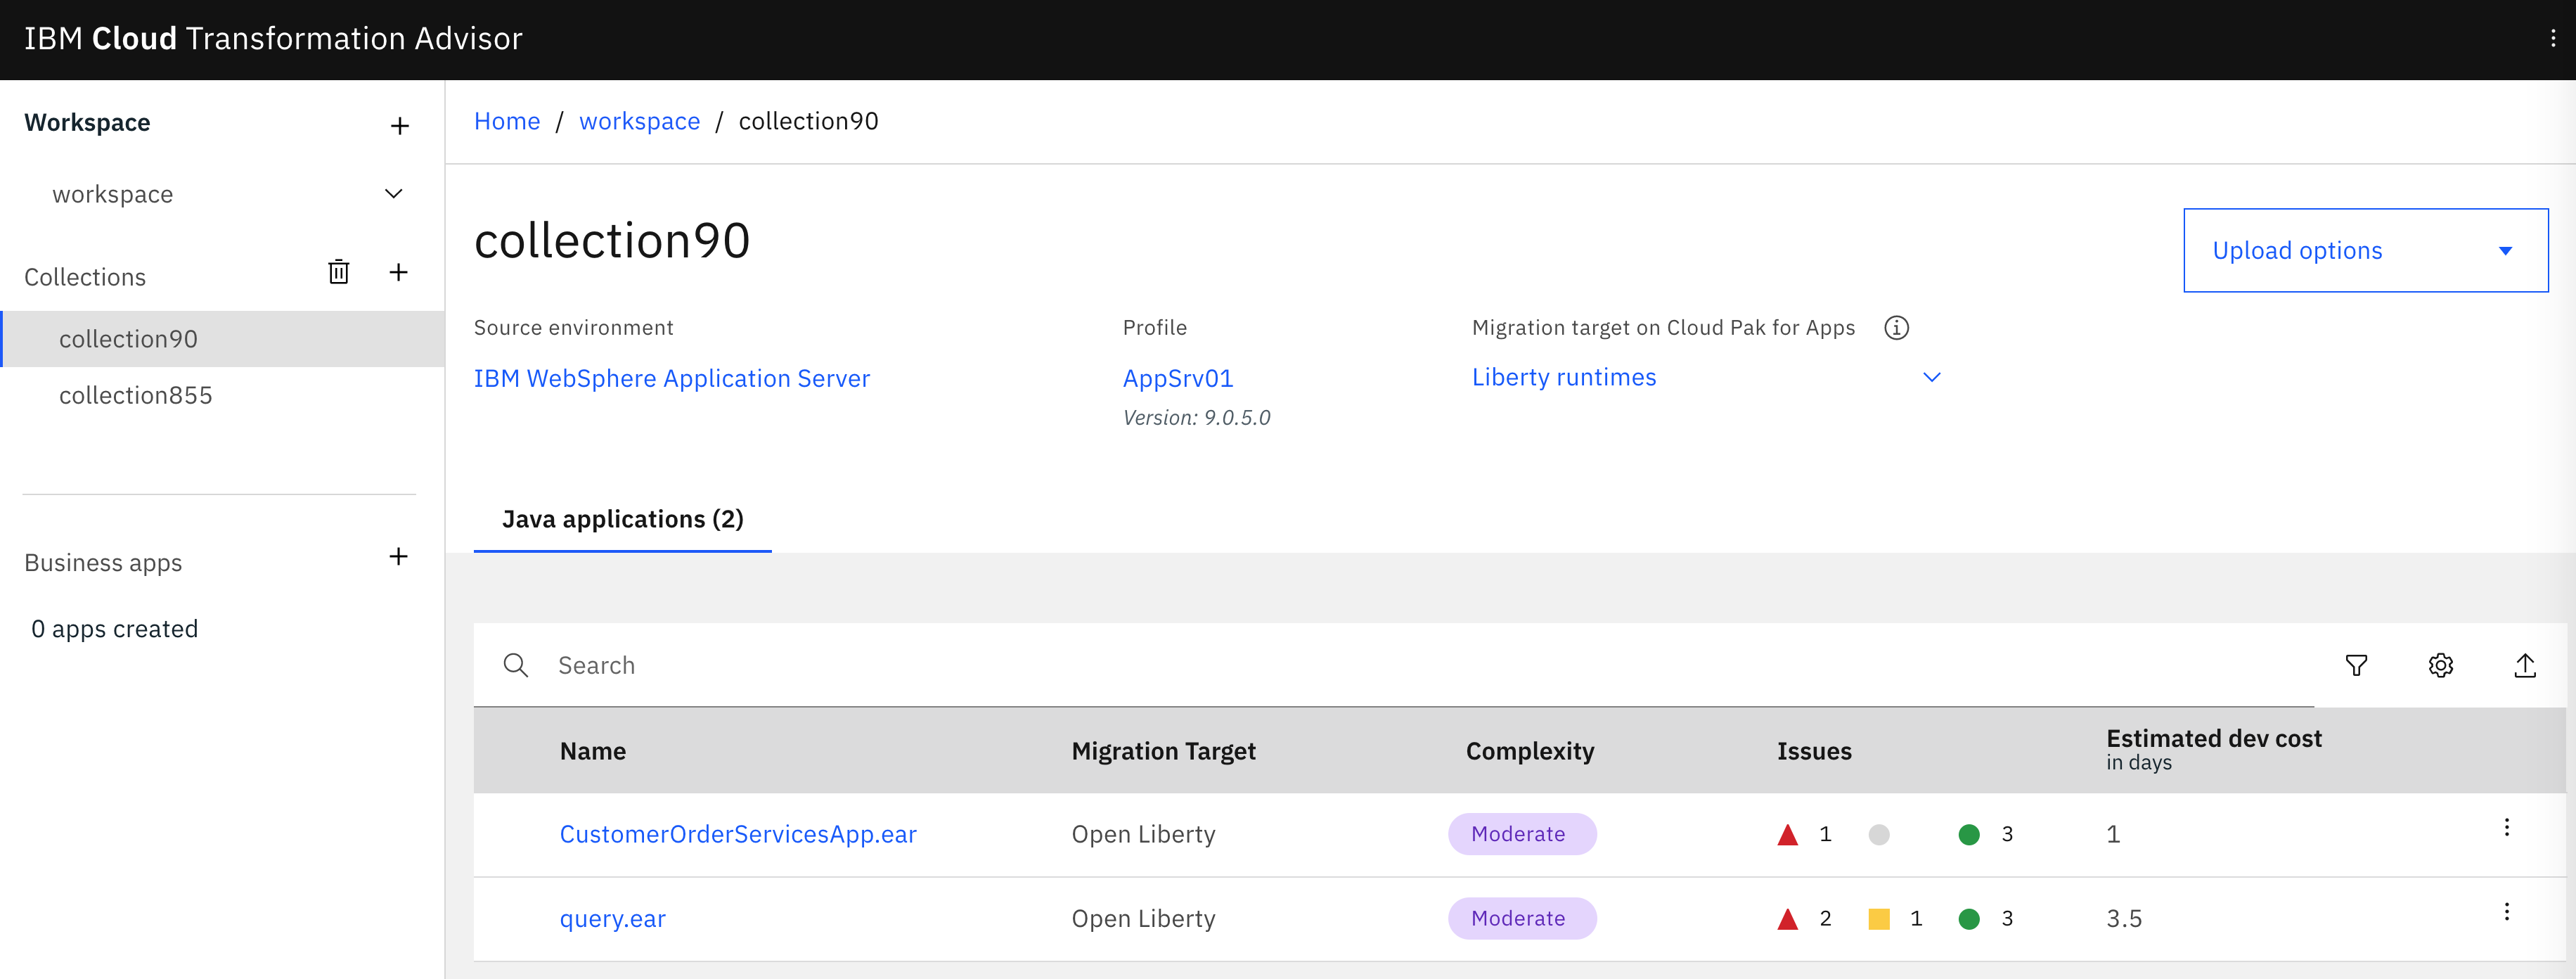 IBM Cloud Transformation Advisor
Workspace
workspace
Collections
collection90
collection855
Business apps
0 apps created
Home / workspace / collection90
collection90
Upload options
Source environment
IBM WebSphere Application Server
Profile
AppSrv01
Version: 9.0.5.0
Migration target on Cloud Pak for Apps
Liberty runtimes
Java applications (2)
Search
Name Migration Target Complexity Issues Estimated dev cost
in days
CustomerOrderServicesApp.ear Open Liberty Moderate 1 3 1
query.ear Open Liberty Moderate 2 1 3 3.5